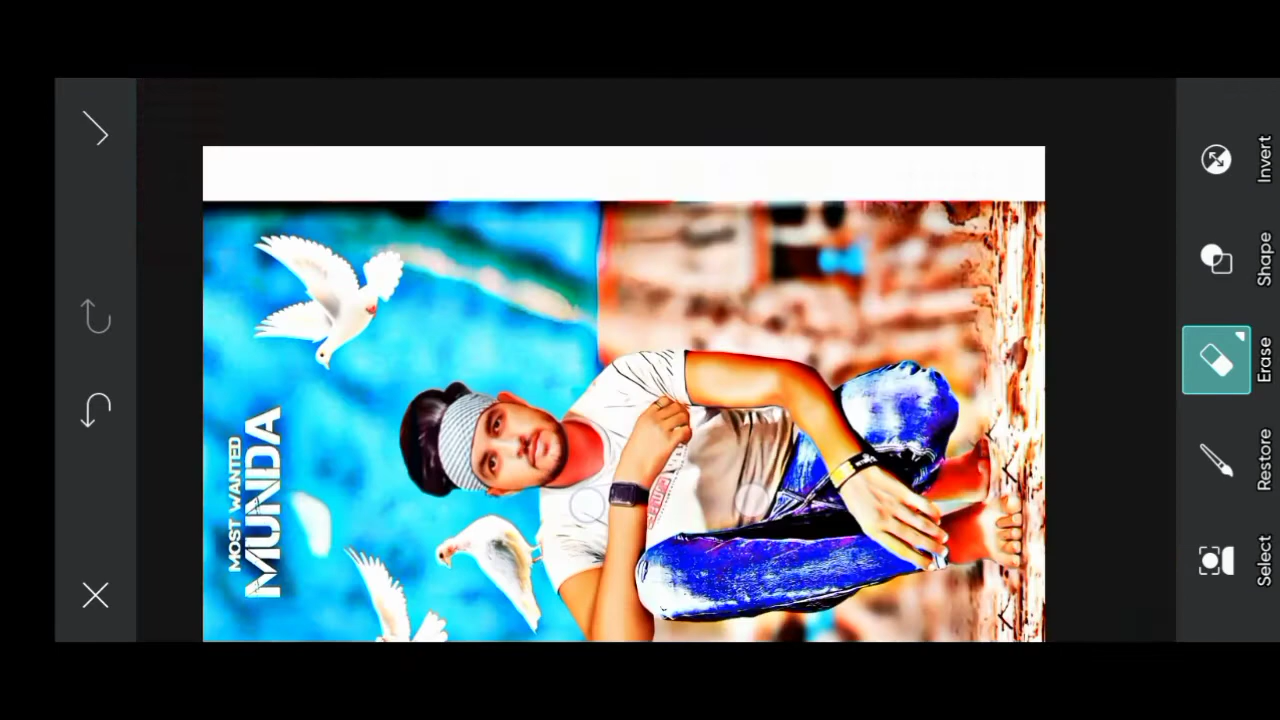 MOST WANTED
MUNDA
Invert
Shape
Erase
Restore
Select